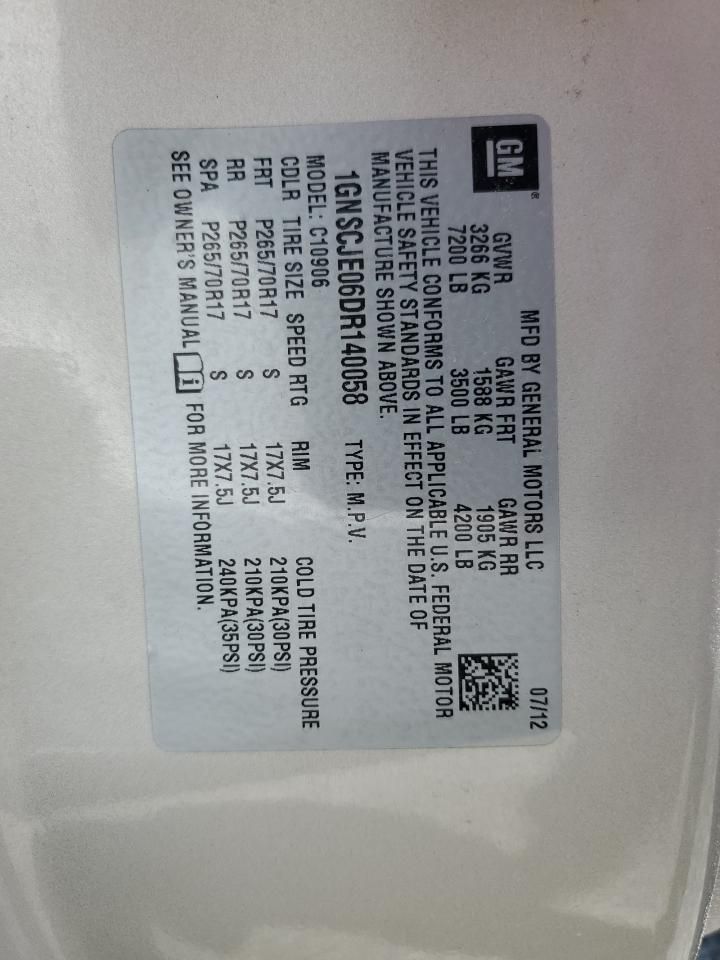 GM ®
MFD BY GENERAL MOTORS LLC 07/12
GVWR GAWR FRT GAWR RR
3266 KG 1588 KG 1905 KG
7200 LB 3500 LB 4200 LB
THIS VEHICLE CONFORMS TO ALL APPLICABLE U.S. FEDERAL MOTOR
VEHICLE SAFETY STANDARDS IN EFFECT ON THE DATE OF
MANUFACTURE SHOWN ABOVE.
1GNSCJE06DR140058 TYPE: M.P.V.
MODEL: C10906
CDLR TIRE SIZE SPEED RTG RIM COLD TIRE PRESSURE
FRT P265/70R17 S 17X7.5J 210KPA(30PSI)
RR P265/70R17 S 17X7.5J 210KPA(30PSI)
SPA P265/70R17 S 17X7.5J 240KPA(35PSI)
SEE OWNER'S MANUAL i FOR MORE INFORMATION.